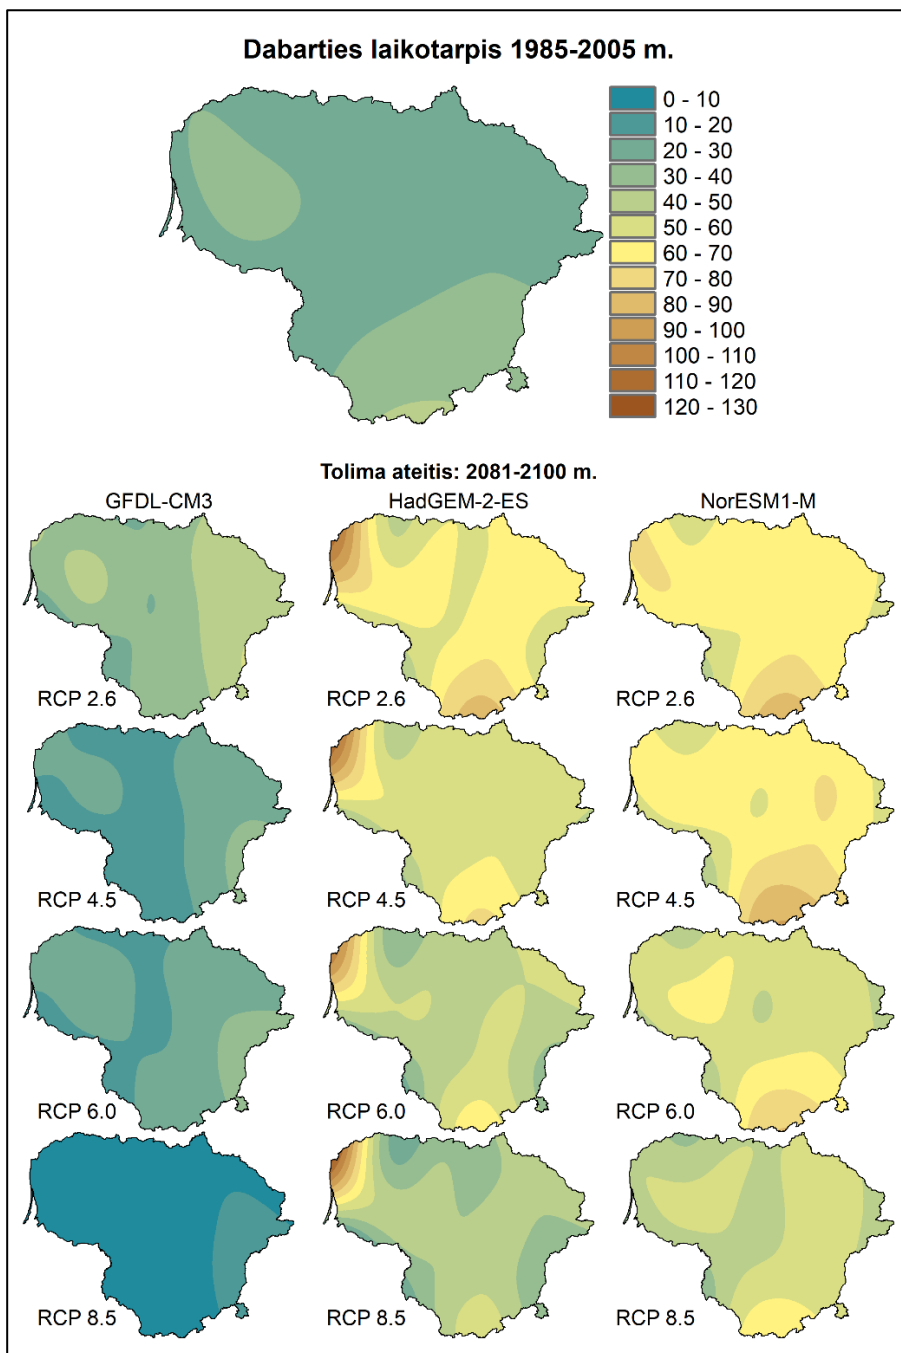 Dabarties laikotarpis 1985-2005 m.
0 - 10
10 - 20
20 - 30
30 - 40
40 - 50
50 - 60
60 - 70
70 - 80
80 - 90
90 - 100
100 - 110
110 - 120
120 - 130
Tolima ateitis: 2081-2100 m.
GFDL-CM3 HadGEM-2-ES NorESM1-M
RCP 2.6 RCP 2.6 RCP 2.6
RCP 4.5 RCP 4.5 RCP 4.5
RCP 6.0 RCP 6.0 RCP 6.0
RCP 8.5 RCP 8.5 RCP 8.5